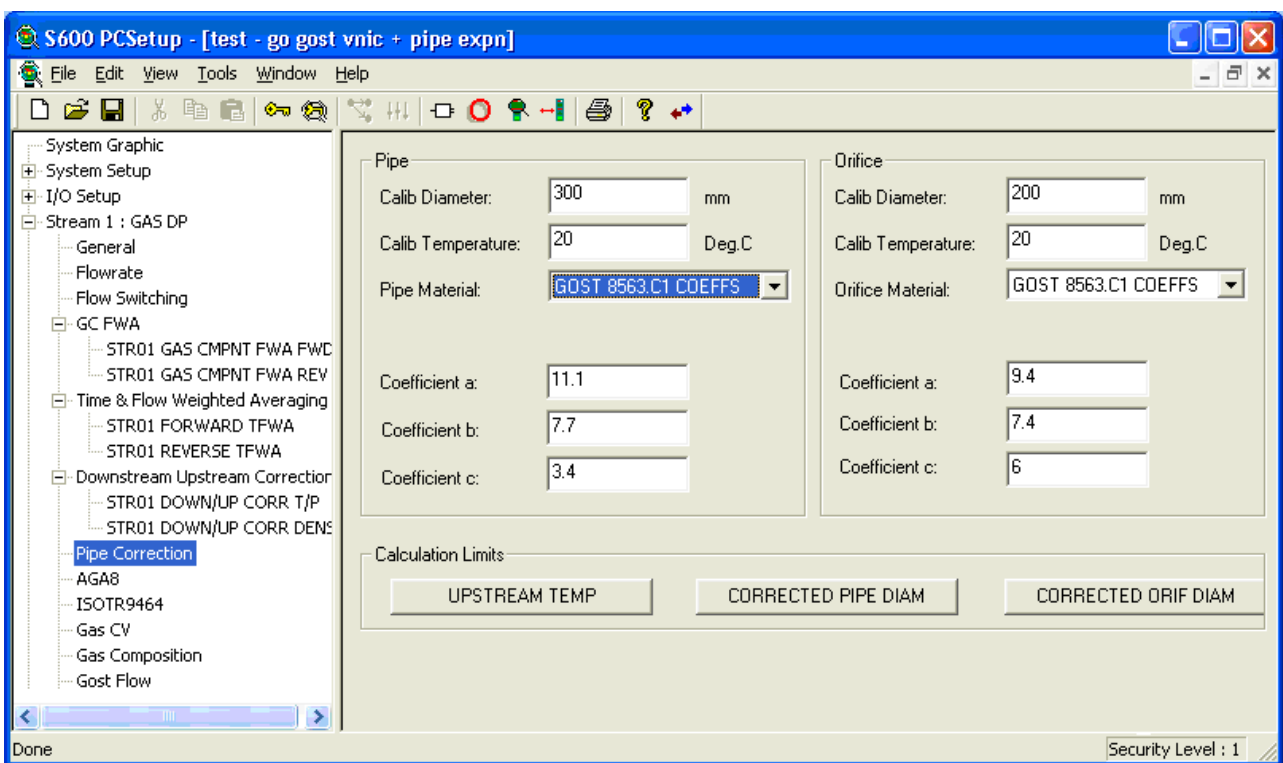 S600 PCSetup - [test - go gost vnic + pipe expn]
File Edit View Tools Window Help
System Graphic
System Setup
I/O Setup
Stream 1 : GAS DP
General
Flowrate
Flow Switching
GC FWA
STR01 GAS CMPNT FWA FWD
STR01 GAS CMPNT FWA REV
Time & Flow Weighted Averaging
STR01 FORWARD TFWA
STR01 REVERSE TFWA
Downstream Upstream Correction
STR01 DOWN/UP CORR T/P
STR01 DOWN/UP CORR DENS
Pipe Correction
AGA8
ISOTR9464
Gas CV
Gas Composition
Gost Flow
Pipe
Calib Diameter: 300 mm
Calib Temperature: 20 Deg.C
Pipe Material: GOST 8563.C1 COEFFS
Coefficient a: 11.1
Coefficient b: 7.7
Coefficient c: 3.4
Orifice
Calib Diameter: 200 mm
Calib Temperature: 20 Deg.C
Orifice Material: GOST 8563.C1 COEFFS
Coefficient a: 9.4
Coefficient b: 7.4
Coefficient c: 6
Calculation Limits
UPSTREAM TEMP CORRECTED PIPE DIAM CORRECTED ORIF DIAM
Done Security Level : 1